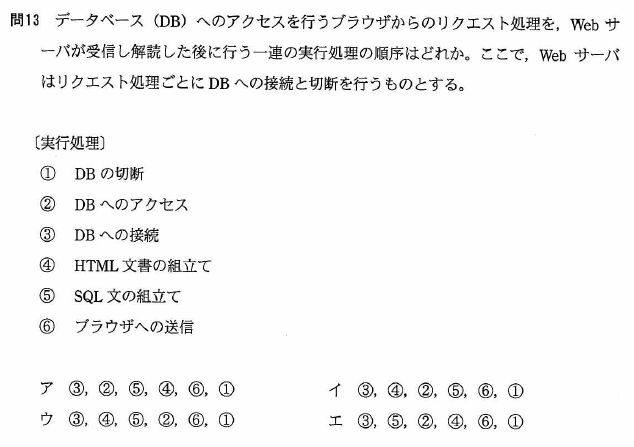 問13 データベース（DB）へのアクセスを行うブラウザからのリクエスト処理を，Web サ
ーバが受信し解読した後に行う一連の実行処理の順序はどれか。ここで，Web サーバ
はリクエスト処理ごとに DB への接続と切断を行うものとする。
〔実行処理〕
① DB の切断
② DB へのアクセス
③ DB への接続
④ HTML 文書の組立て
⑤ SQL 文の組立て
⑥ ブラウザへの送信
ア ③，②，⑤，④，⑥，① イ ③，④，②，⑤，⑥，①
ウ ③，④，⑤，②，⑥，① エ ③，⑤，②，④，⑥，①